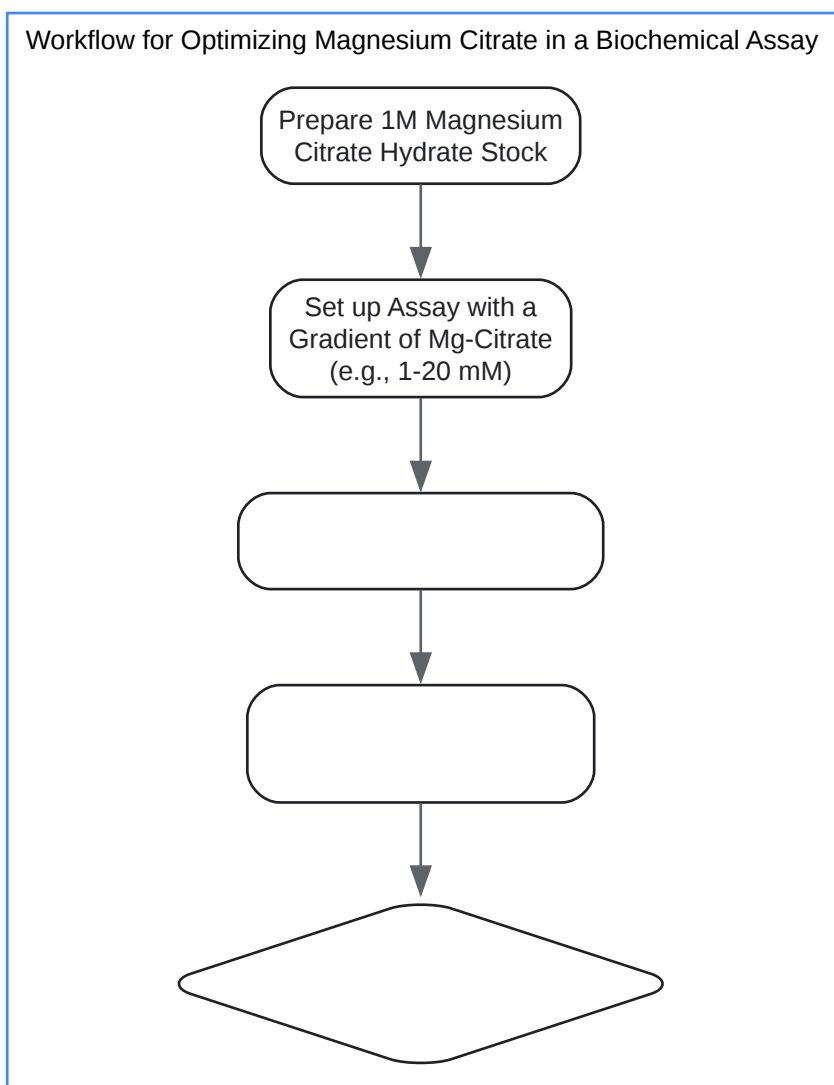 Workflow for Optimizing Magnesium Citrate in a Biochemical Assay
Prepare 1M Magnesium
Citrate Hydrate Stock
Set up Assay with a
Gradient of Mg-Citrate
(e.g., 1-20 mM)